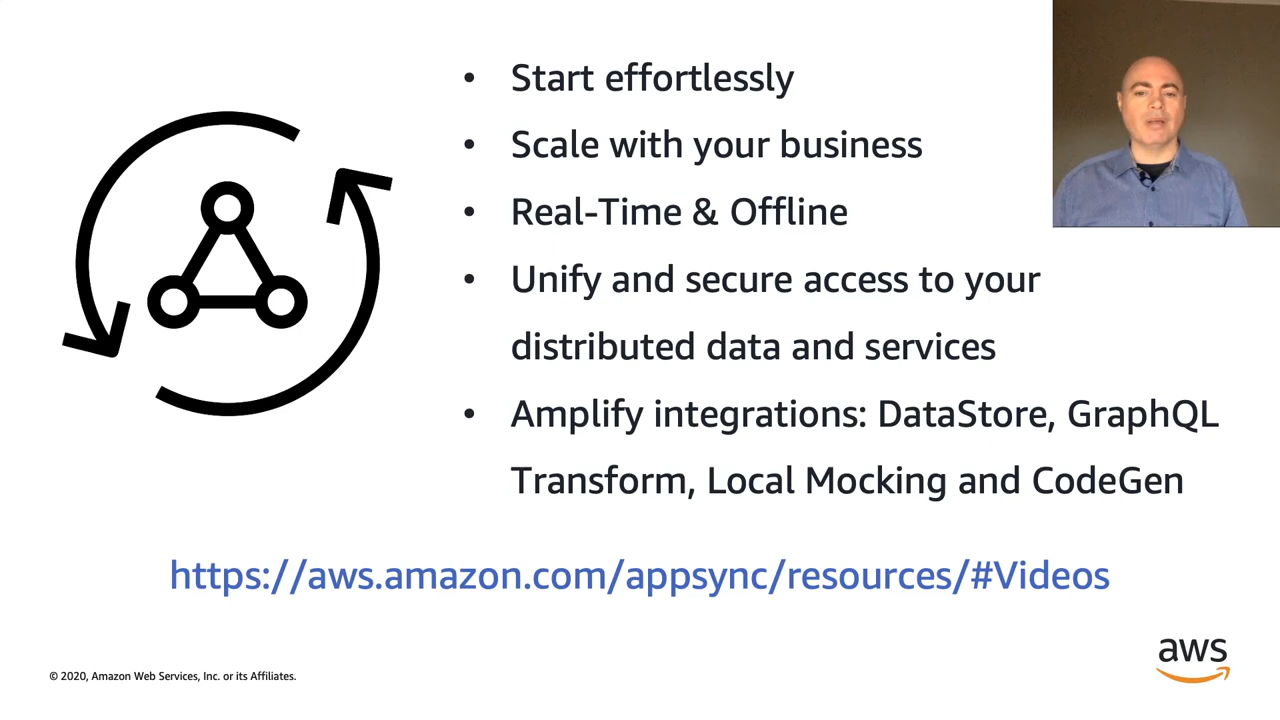 • Start effortlessly
• Scale with your business
• Real-Time & Offline
• Unify and secure access to your
distributed data and services
• Amplify integrations: DataStore, GraphQL
Transform, Local Mocking and CodeGen
https://aws.amazon.com/appsync/resources/#Videos
© 2020, Amazon Web Services, Inc. or its Affiliates.
aws